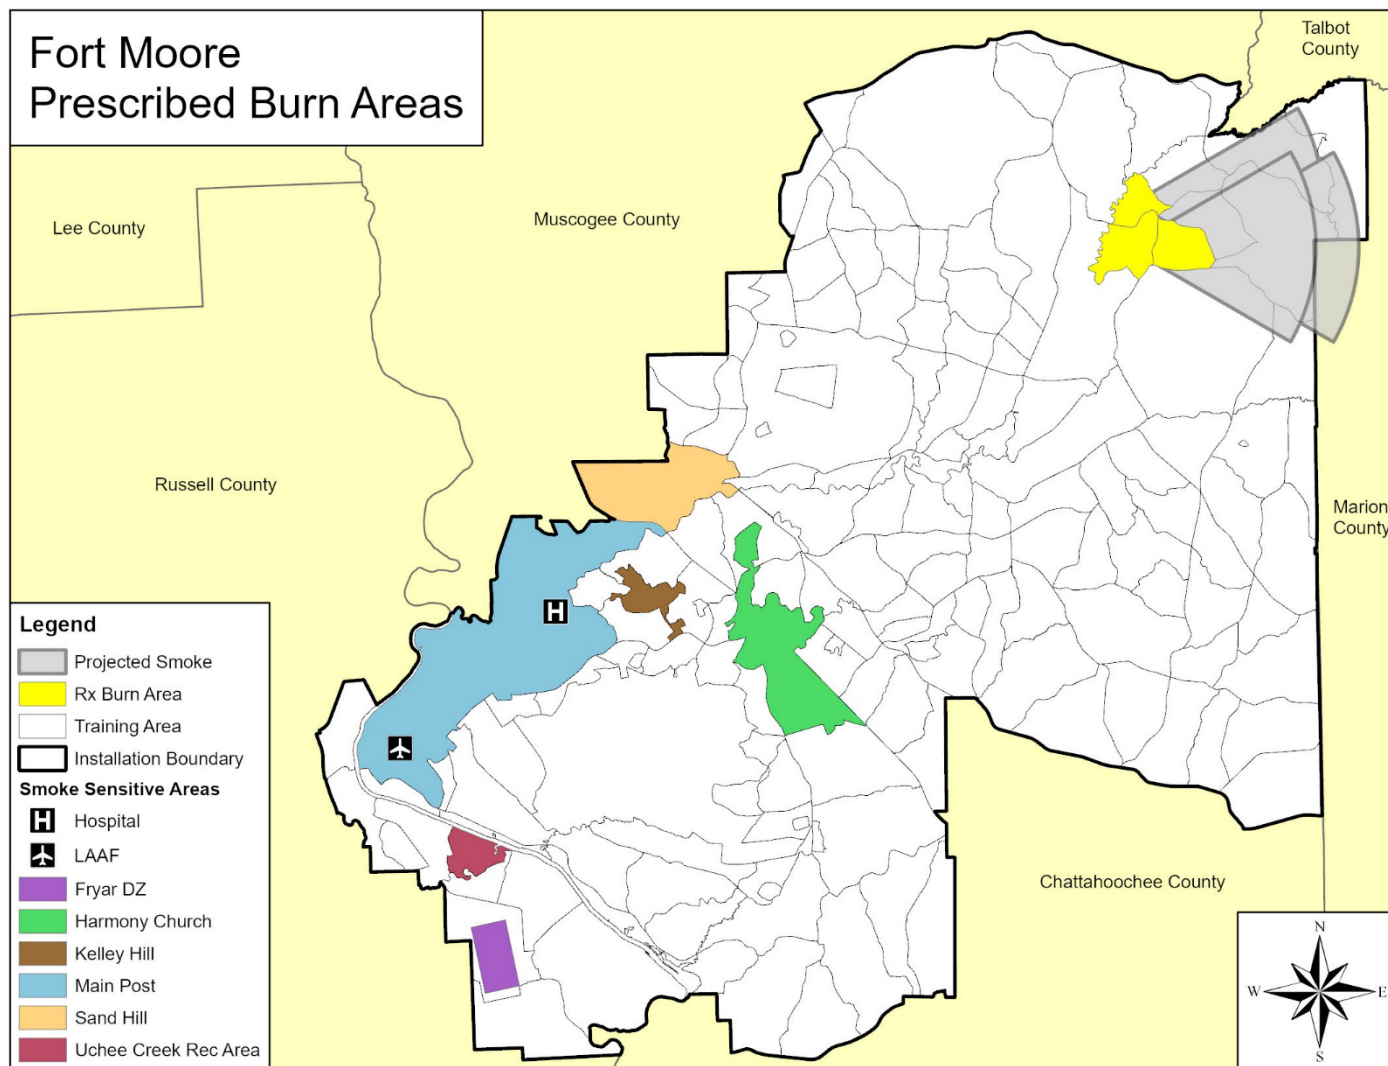 Fort Moore
Prescribed Burn Areas
Talbot
County
Lee County
Muscogee County
Russell County
Marion
County
Chattahoochee County
Legend
Projected Smoke
Rx Burn Area
Training Area
Installation Boundary
Smoke Sensitive Areas
H
Hospital
LAAF
Fryar DZ
Harmony Church
Kelley Hill
Main Post
Sand Hill
Uchee Creek Rec Area
H
N
W
E
S